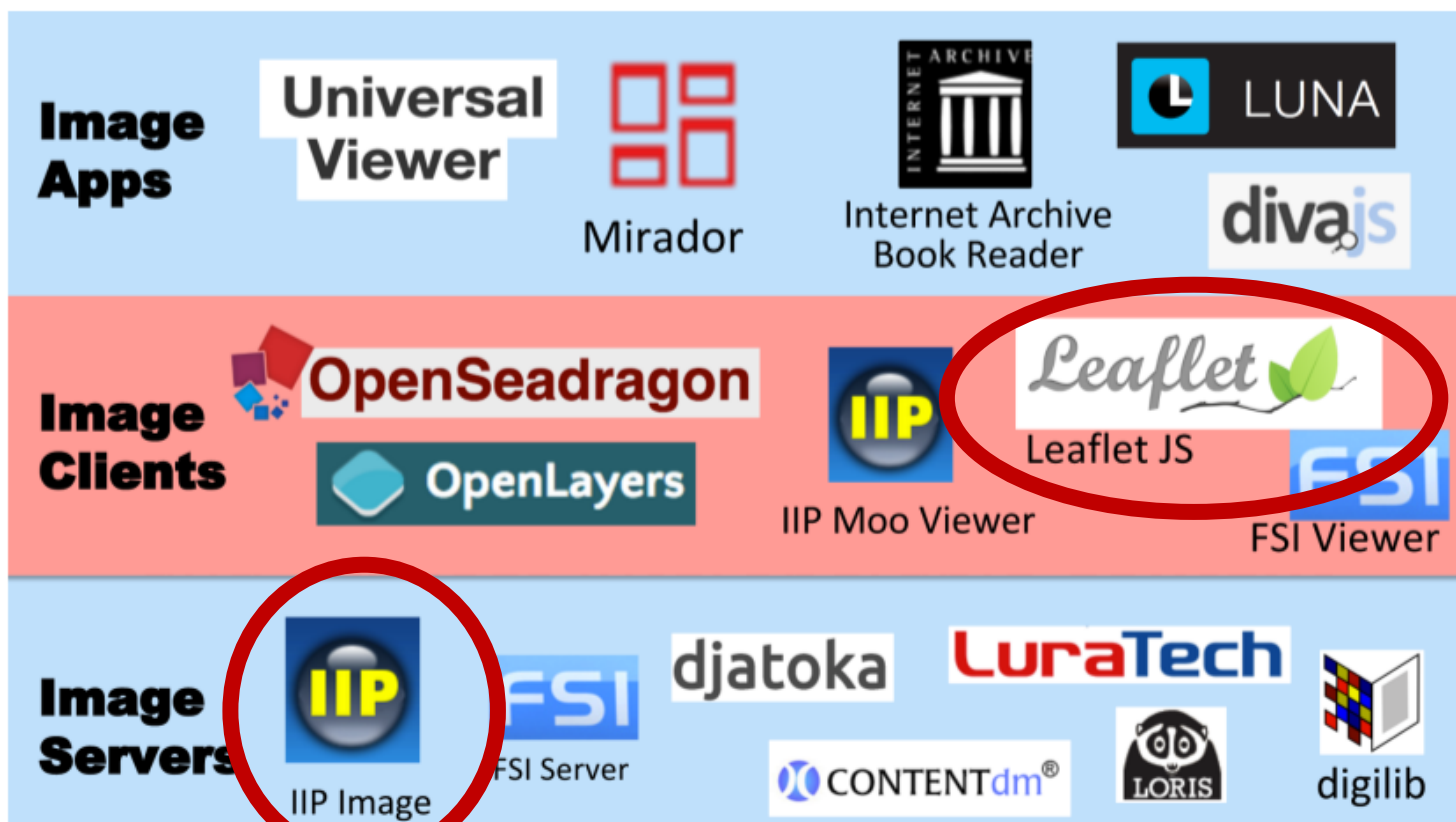 Image
Apps
Universal
Viewer
Mirador
INTERNET ARCHIVE
Internet Archive
Book Reader
LUNA
divajs
Image
Clients
OpenSeadragon
OpenLayers
IIP
IIP Moo Viewer
Leaflet
Leaflet JS
FSI
FSI Viewer
Image
Servers
IIP
IIP Image
FSI
FSI Server
djatoka
LuraTech
CONTENTdm®
LORIS
digilib